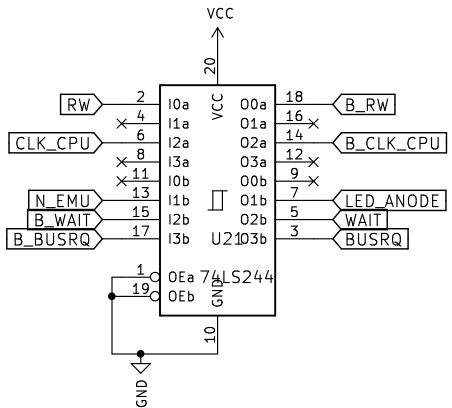 VCC
20
RW 2 I0a VCC O0a 18 B_RW
4 I1a O1a 16
CLK_CPU 6 I2a O2a 14 B_CLK_CPU
8 I3a O3a 12
11 I0b O0b 9
N_EMU 13 I1b O1b 7 LED_ANODE
B_WAIT 15 I2b O2b 5 WAIT
B_BUSRQ 17 I3b U21 O3b 3 BUSRQ
1 OEa 74LS244
19 OEb GND
10
GND